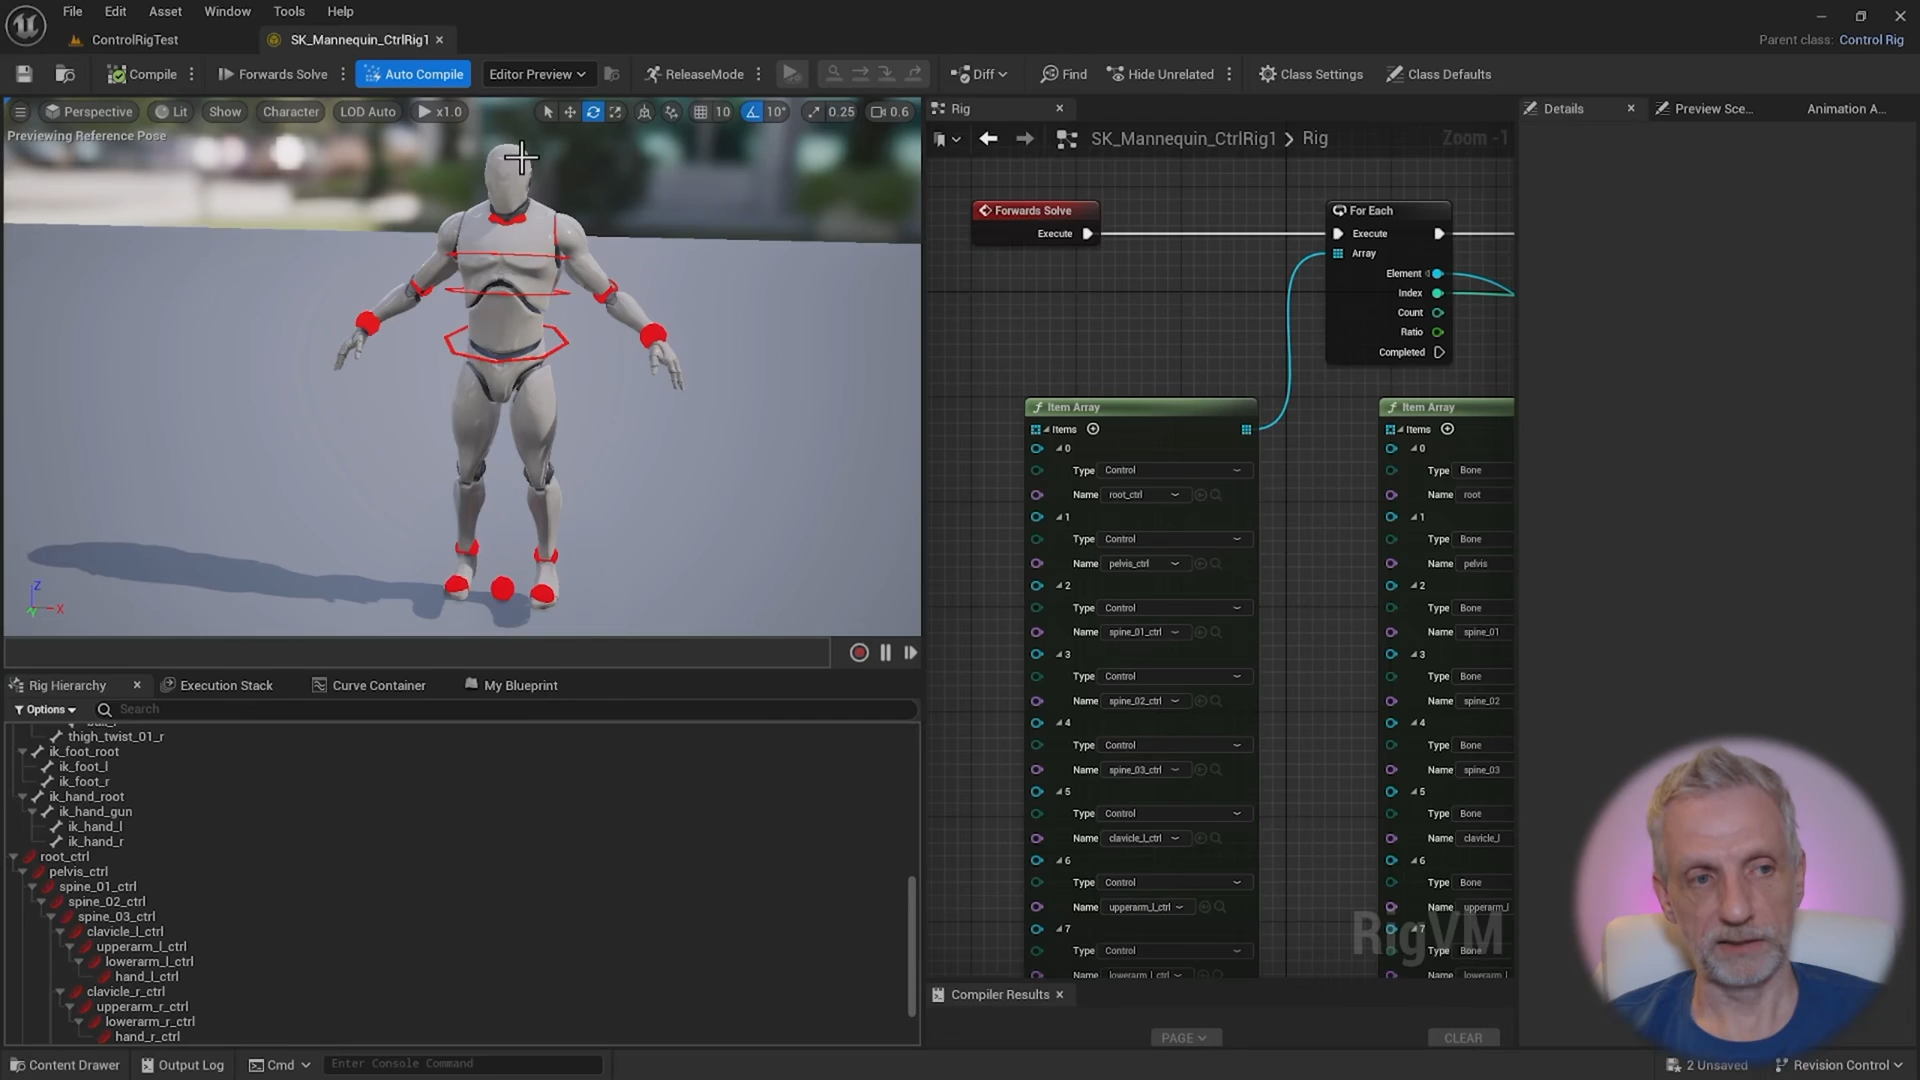 File Edit Asset Window Tools Help
ControlRigTest
SK_Mannequin_CtrlRig1
Parent class: Control Rig
Compile
Forwards Solve
Auto Compile
Editor Preview
ReleaseMode
Diff
Find
Hide Unrelated
Class Settings
Class Defaults
Perspective
Lit
Show
Character
LOD Auto
x1.0
10
10°
0.25
0.6
Previewing Reference Pose
Z
X
Y
Rig
SK_Mannequin_CtrlRig1 > Rig
Zoom -1
Forwards Solve
Execute
For Each
Execute
Array
Element
Index
Count
Ratio
Completed
Item Array
Items
0
Type Control
Name root_ctrl
1
Type Control
Name pelvis_ctrl
2
Type Control
Name spine_01_ctrl
3
Type Control
Name spine_02_ctrl
4
Type Control
Name spine_03_ctrl
5
Type Control
Name clavicle_l_ctrl
6
Type Control
Name upperarm_l_ctrl
7
Type Control
Name lowerarm_l_ctrl
Item Array
Items
0
Type Bone
Name root
1
Type Bone
Name pelvis
2
Type Bone
Name spine_01
3
Type Bone
Name spine_02
4
Type Bone
Name spine_03
5
Type Bone
Name clavicle_l
6
Type Bone
Name upperarm_l
7
Type Bone
Name lowerarm_l
RigVM
Details
Preview Sce...
Animation A...
Rig Hierarchy
Execution Stack
Curve Container
My Blueprint
Options
Search
thigh_twist_01_r
ik_foot_root
ik_foot_l
ik_foot_r
ik_hand_root
ik_hand_gun
ik_hand_l
ik_hand_r
root_ctrl
pelvis_ctrl
spine_01_ctrl
spine_02_ctrl
spine_03_ctrl
clavicle_l_ctrl
upperarm_l_ctrl
lowerarm_l_ctrl
hand_l_ctrl
clavicle_r_ctrl
upperarm_r_ctrl
lowerarm_r_ctrl
hand_r_ctrl
Compiler Results
PAGE
CLEAR
Content Drawer
Output Log
Cmd
Enter Console Command
2 Unsaved
Revision Control